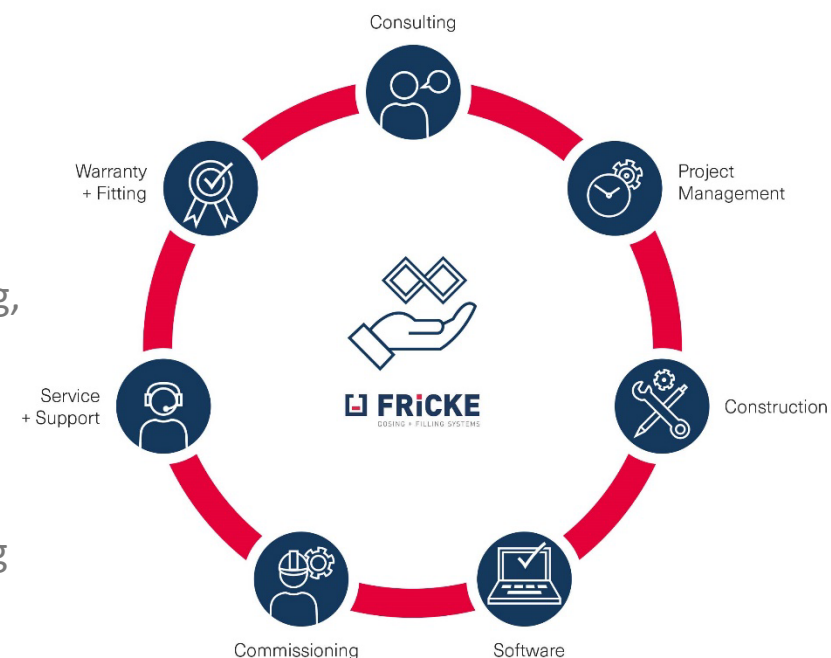 Consulting
Project
Management
Construction
Software
Commissioning
Service
+ Support
Warranty
+ Fitting
FRiCKE
DOSING + FILLING SYSTEMS